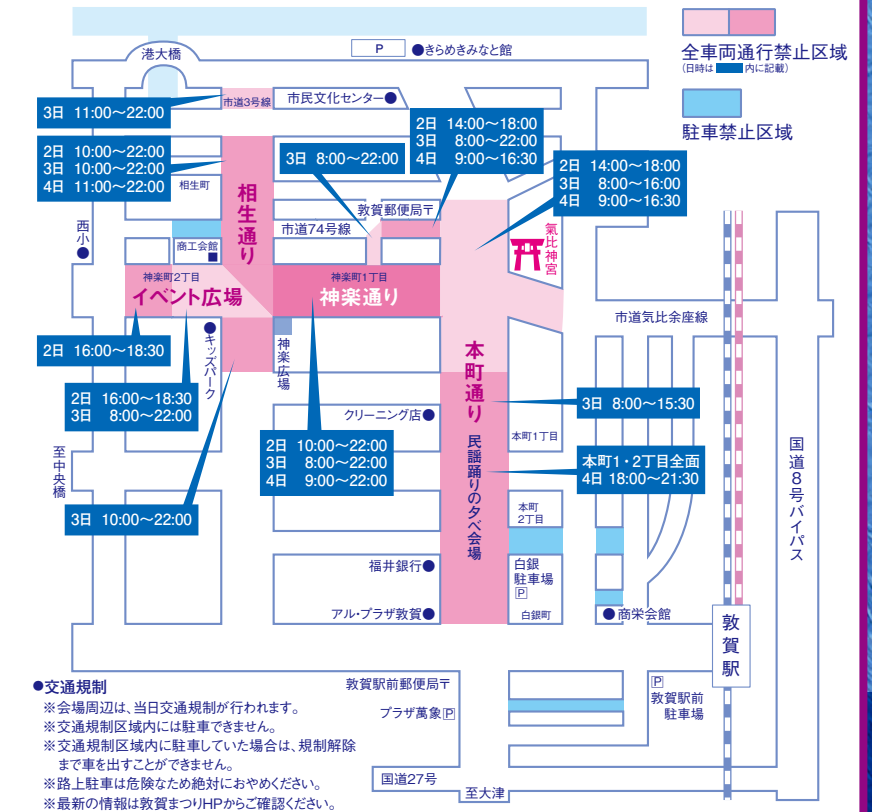 全車両通行禁止区域
(日時は 内に記載)
駐車禁止区域
港大橋
P
●きらめきみなと館
市道3号線
市民文化センター●
3日 11:00〜22:00
2日 10:00〜22:00
3日 10:00〜22:00
4日 11:00〜22:00
3日 8:00〜22:00
2日 14:00〜18:00
3日 8:00〜22:00
4日 9:00〜16:30
2日 14:00〜18:00
3日 8:00〜16:00
4日 9:00〜16:30
相生町
相生通り
敦賀郵便局〒
市道74号線
氣比神宮
西小●
商工会館■
神楽町2丁目
イベント広場
神楽町1丁目
神楽通り
市道気比余座線
2日 16:00〜18:30
●キッズパーク
神楽広場
本町通り
2日 16:00〜18:30
3日 8:00〜22:00
3日 8:00〜15:30
クリーニング店●
本町1丁目
2日 10:00〜22:00
3日 8:00〜22:00
4日 9:00〜22:00
民謡踊りの夕べ会場
本町1・2丁目全面
4日 18:00〜21:30
国道8号バイパス
至中央橋
3日 10:00〜22:00
本町
2丁目
福井銀行●
白銀
駐車場
P
アル・プラザ敦賀●
白銀町
●商栄会館
敦賀駅
●交通規制
※会場周辺は、当日交通規制が行われます。
※交通規制区域内には駐車できません。
※交通規制区域内に駐車していた場合は、規制解除
まで車を出すことができません。
※路上駐車は危険なため絶対におやめください。
※最新の情報は敦賀まつりHPからご確認ください。
敦賀駅前郵便局〒
プラザ萬象P
P
敦賀駅前
駐車場
国道27号
至大津